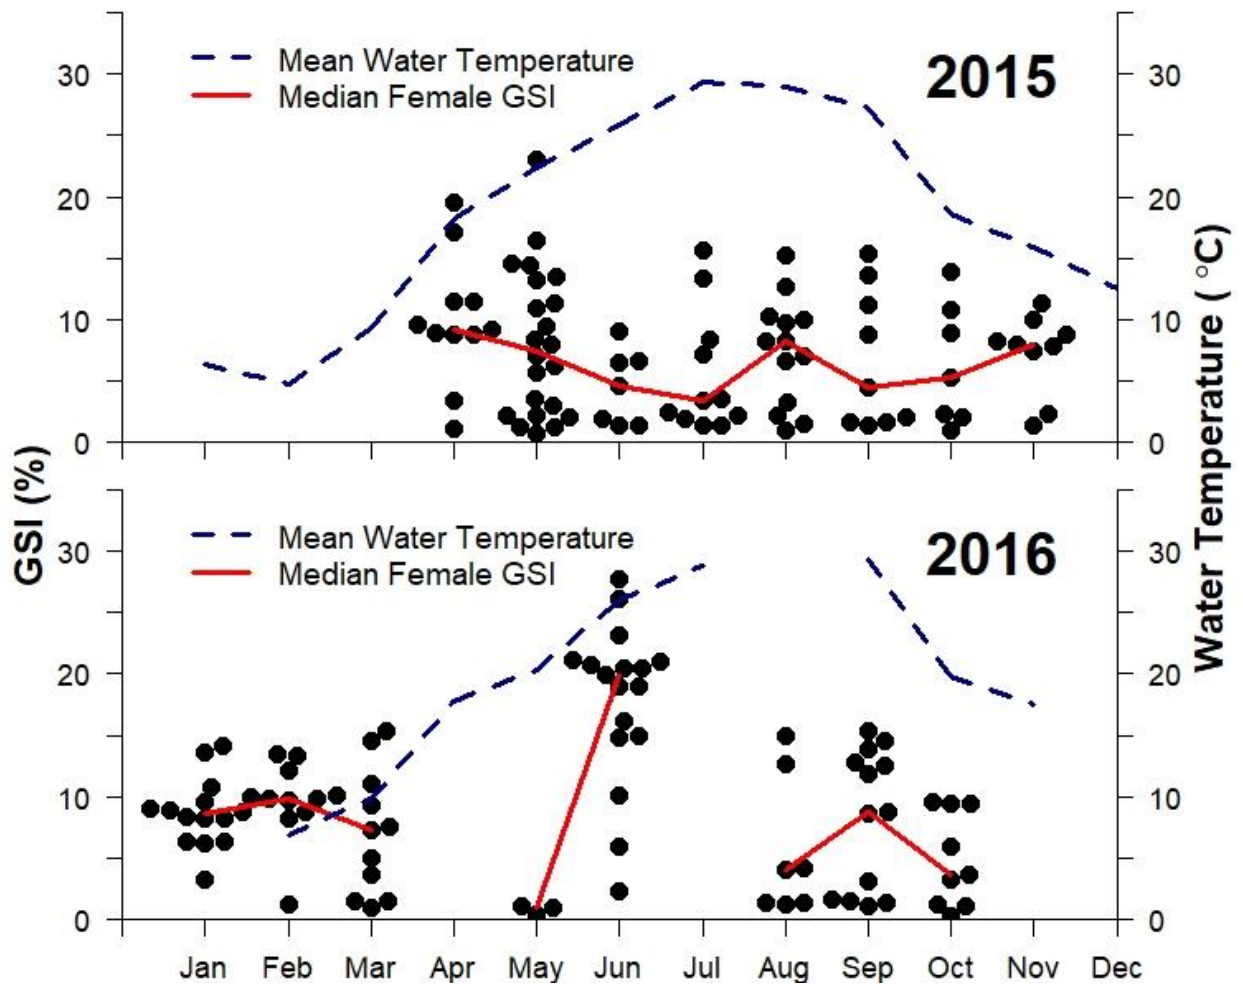 Mean Water Temperature
Median Female GSI
2015
30
20
10
0
30
20
10
0
Mean Water Temperature
Median Female GSI
2016
30
20
10
0
30
20
10
0
GSI (%)
Water Temperature ( °C)
Jan Feb Mar Apr May Jun Jul Aug Sep Oct Nov Dec